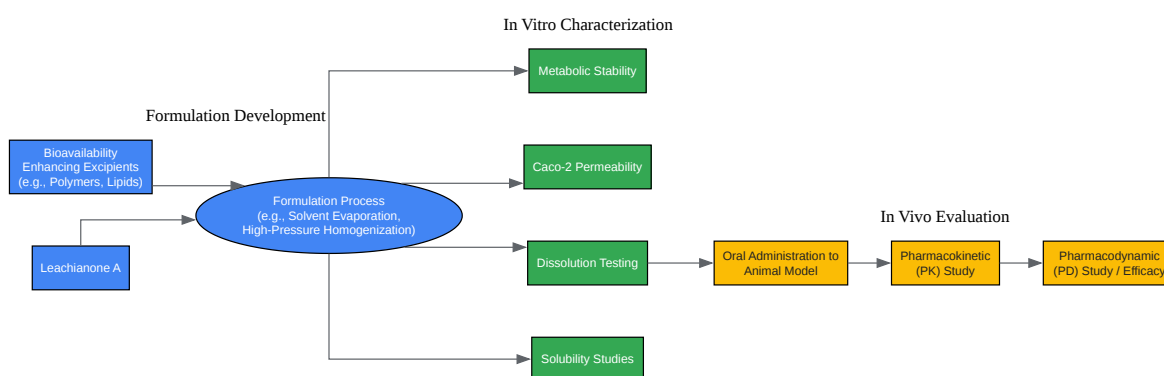 In Vitro Characterization
Metabolic Stability
Formulation Development
Bioavailability
Enhancing Excipients
(e.g., Polymers, Lipids)
Caco-2 Permeability
Formulation Process
(e.g., Solvent Evaporation,
High-Pressure Homogenization)
In Vivo Evaluation
Leachianone A
Dissolution Testing
Oral Administration to
Animal Model
Pharmacokinetic
(PK) Study
Pharmacodynamic
(PD) Study / Efficacy
Solubility Studies